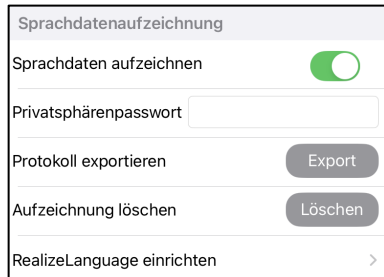 Sprachdatenaufzeichnung
Sprachdaten aufzeichnen
Privatsphärenpasswort
Protokoll exportieren Export
Aufzeichnung löschen Löschen
RealizeLanguage einrichten